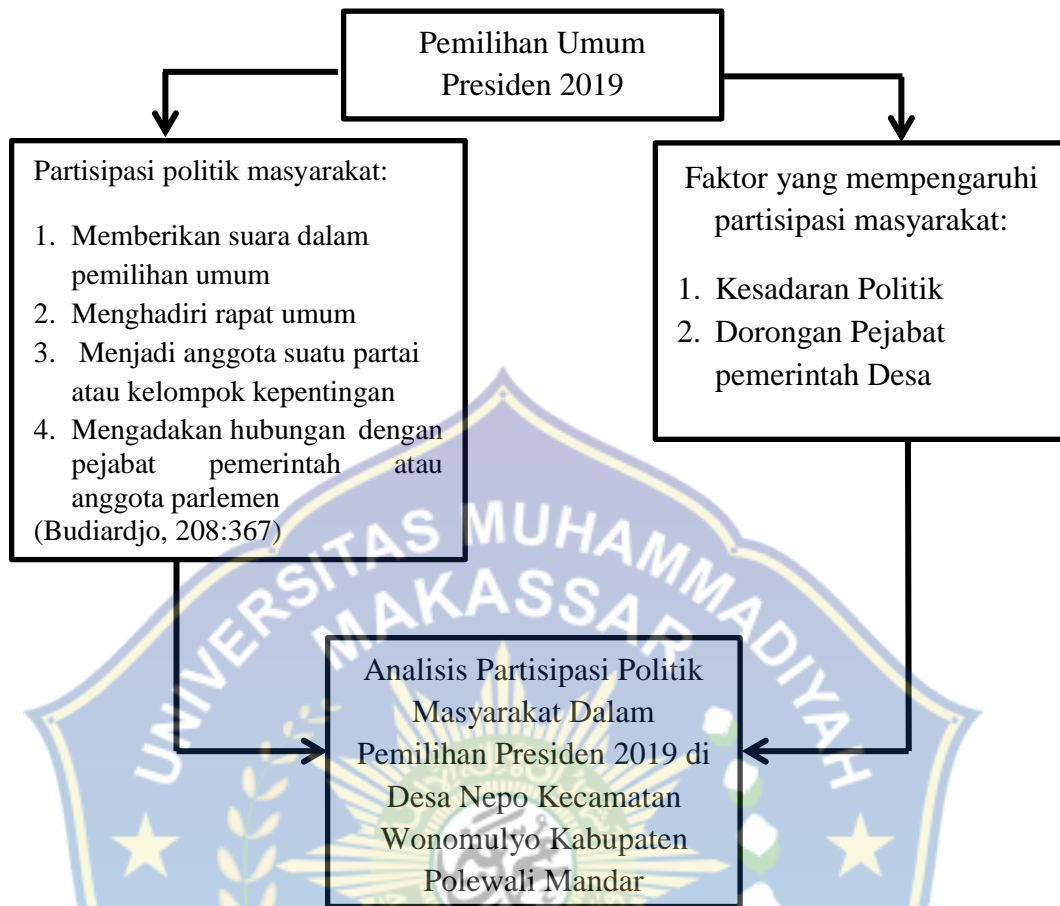 Pemilihan Umum
Presiden 2019
Partisipasi politik masyarakat:
1. Memberikan suara dalam
pemilihan umum
2. Menghadiri rapat umum
3. Menjadi anggota suatu partai
atau kelompok kepentingan
4. Mengadakan hubungan dengan
pejabat pemerintah atau
anggota parlemen
(Budiardjo, 208:367)
Faktor yang mempengaruhi
partisipasi masyarakat:
1. Kesadaran Politik
2. Dorongan Pejabat
pemerintah Desa
UNIVERSITAS MUHAMMADIYAH
MAKASSAR
Analisis Partisipasi Politik
Masyarakat Dalam
Pemilihan Presiden 2019 di
Desa Nepo Kecamatan
Wonomulyo Kabupaten
Polewali Mandar